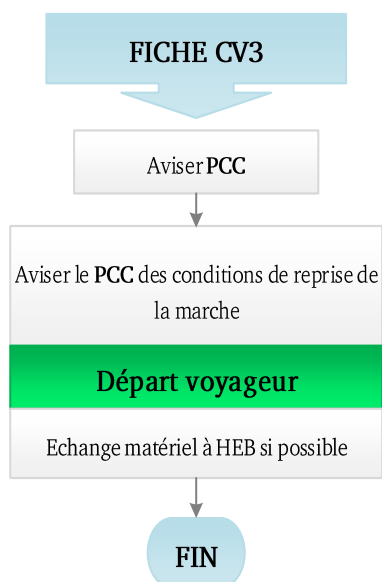 FICHE CV3
Aviser PCC
Aviser le PCC des conditions de reprise de
la marche
Départ voyageur
Echange matériel à HEB si possible
FIN